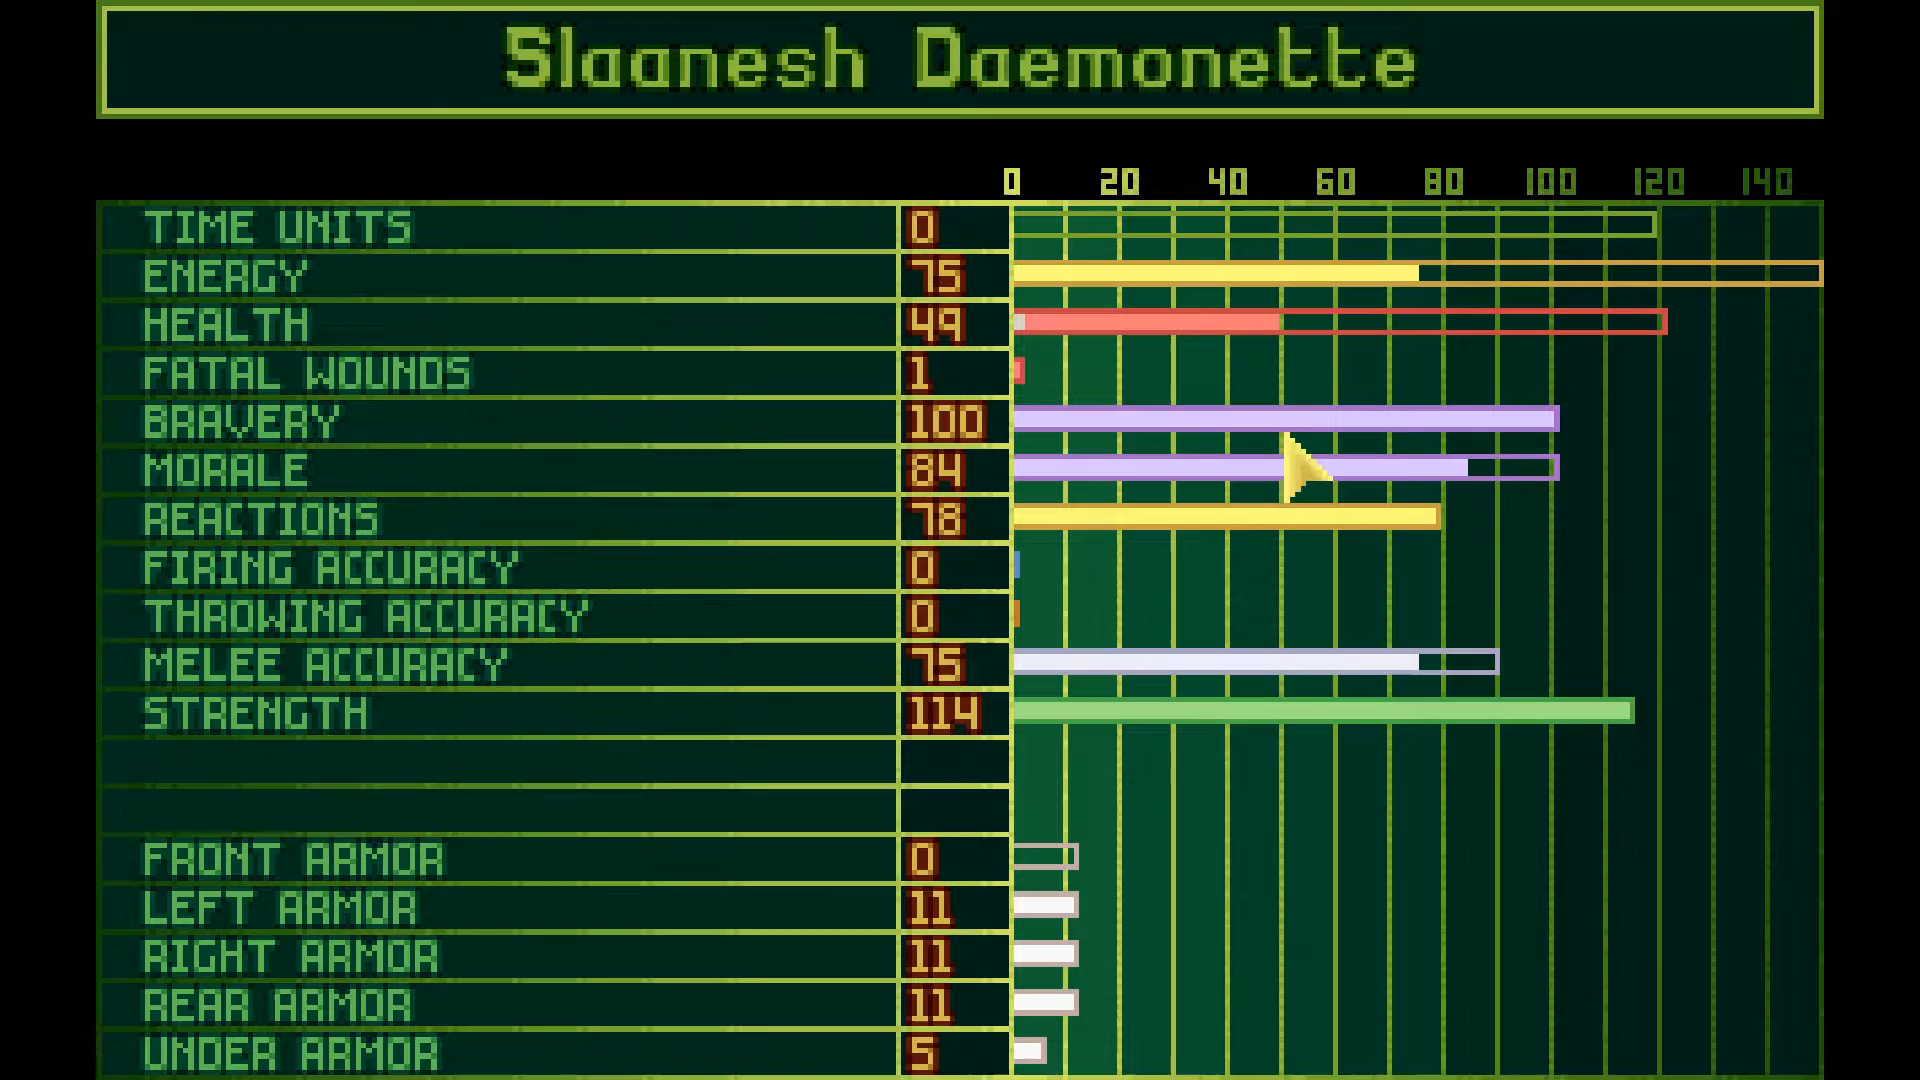 Slaanesh Daemonette
0 20 40 60 80 100 120 140
TIME UNITS 0
ENERGY 75
HEALTH 49
FATAL WOUNDS 1
BRAVERY 100
MORALE 84
REACTIONS 78
FIRING ACCURACY 0
THROWING ACCURACY 0
MELEE ACCURACY 75
STRENGTH 114
FRONT ARMOR 0
LEFT ARMOR 11
RIGHT ARMOR 11
REAR ARMOR 11
UNDER ARMOR 5